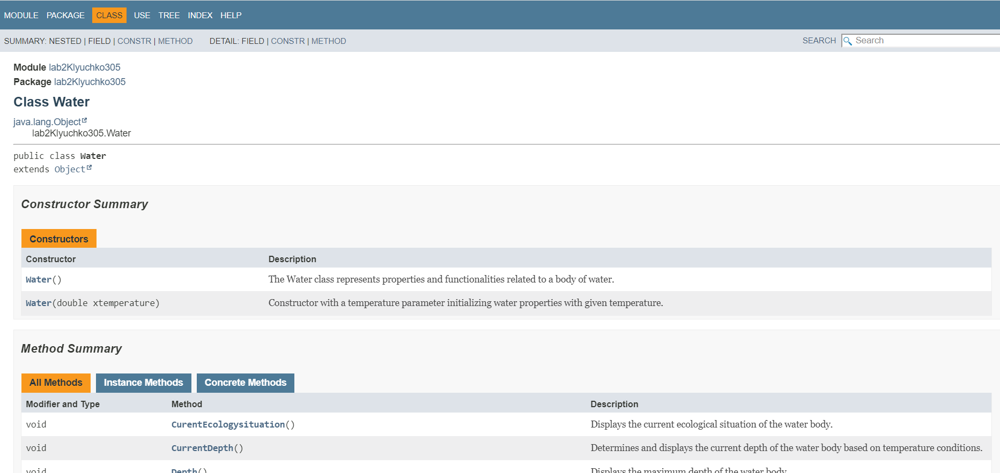 MODULE PACKAGE CLASS USE TREE INDEX HELP
SUMMARY: NESTED | FIELD | CONSTR | METHOD DETAIL: FIELD | CONSTR | METHOD SEARCH Search
Module lab2Klyuchko305
Package lab2Klyuchko305
Class Water
java.lang.Object
lab2Klyuchko305.Water
public class Water
extends Object
Constructor Summary
Constructors
Constructor Description
Water() The Water class represents properties and functionalities related to a body of water.
Water(double xtemperature) Constructor with a temperature parameter initializing water properties with given temperature.
Method Summary
All Methods Instance Methods Concrete Methods
Modifier and Type Method Description
void CurentEcologysituation() Displays the current ecological situation of the water body.
void CurrentDepth() Determines and displays the current depth of the water body based on temperature conditions.
void Depth() Displays the maximum depth of the water body.